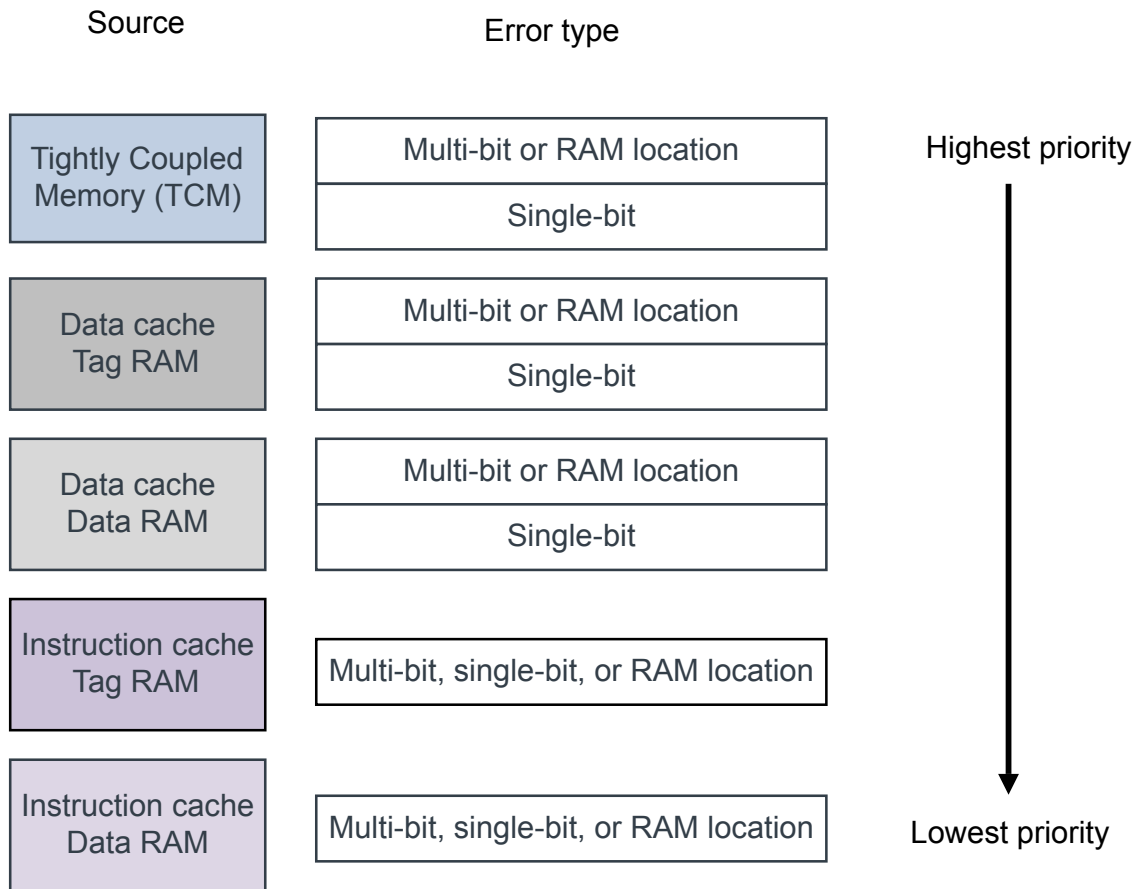 Source
Error type
Tightly Coupled
Memory (TCM)
Multi-bit or RAM location
Single-bit
Highest priority
Data cache
Tag RAM
Multi-bit or RAM location
Single-bit
Data cache
Data RAM
Multi-bit or RAM location
Single-bit
Instruction cache
Tag RAM
Multi-bit, single-bit, or RAM location
Instruction cache
Data RAM
Multi-bit, single-bit, or RAM location
Lowest priority